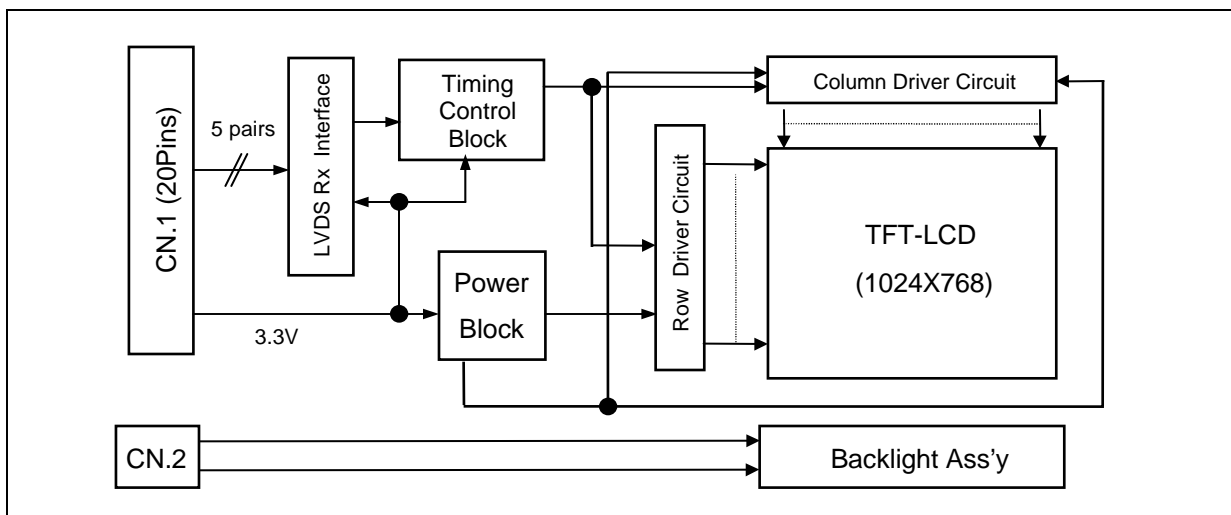 CN.1 (20Pins)
5 pairs
3.3V
LVDS Rx Interface
Timing
Control
Block
Power
Block
Row Driver Circuit
Column Driver Circuit
TFT-LCD
(1024X768)
CN.2
Backlight Ass'y